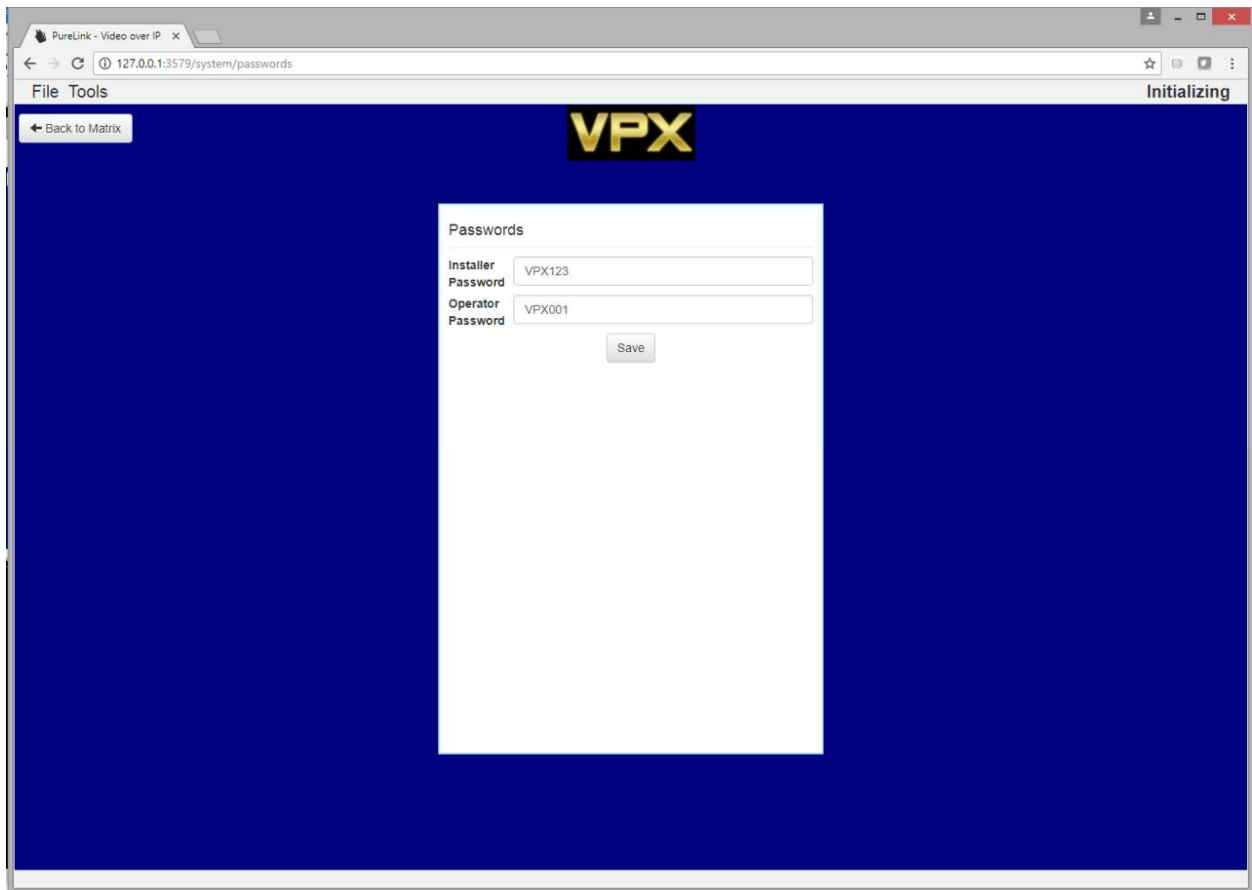 PureLink - Video over IP
127.0.0.1:3579/system/passwords
File Tools Initializing
Back to Matrix
VPX
Passwords
Installer
Password
VPX123
Operator
Password
VPX001
Save